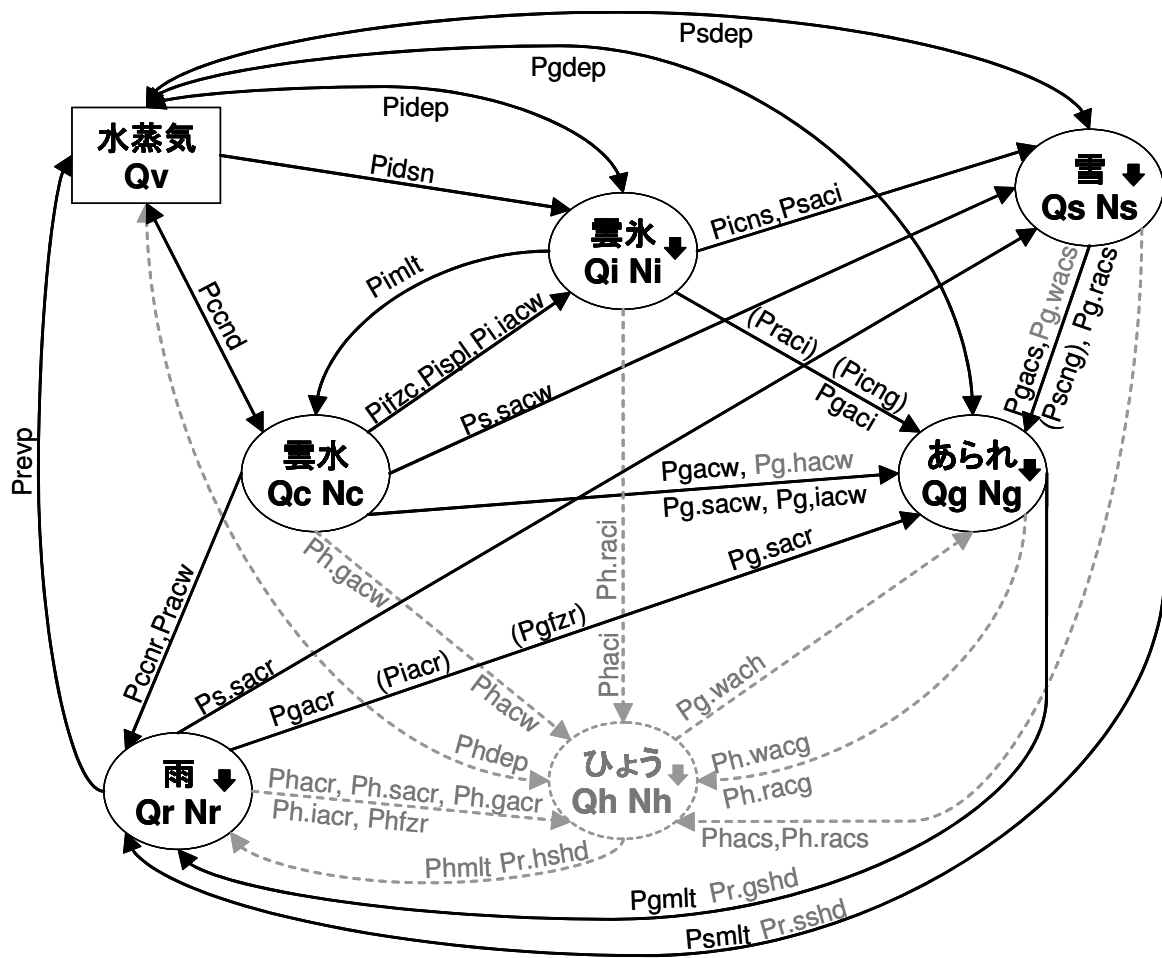 Psdep
Pgdep
Pidep
水蒸気
Qv
Pidsn
雪
Qs Ns
Picns,Psaci
雲氷
Qi Ni
Pimlt
Pccnd
Pifzc,Pispl,Pi.iacw
Ps.sacw
(Praci)
(Picng)
Pgaci
Pgacs, Pg.wacs
(Pscng), Pg.racs
Prevp
雲水
Qc Nc
Pgacw, Pg.hacw
Pg.sacw, Pg,iacw
あられ
Qg Ng
Ph.gacw
Ph.raci
Pg.sacr
(Pgfzr)
(Piacr)
Pccnr,Pracw
Ps.sacr
Pgacr
Phacw
Phaci
Pg.wach
Phdep
ひょう
Qh Nh
Ph.wacg
Ph.racg
雨
Qr Nr
Phacr, Ph.sacr, Ph.gacr
Ph.iacr, Phfzr
Phacs,Ph.racs
Phmlt Pr.hshd
Pgmlt Pr.gshd
Psmlt Pr.sshd